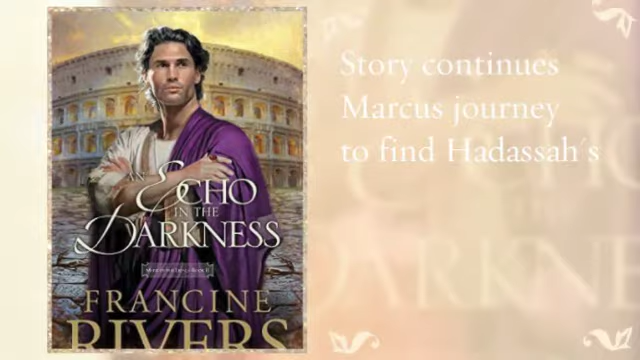 Story continues
Marcus journey
to find Hadassah's
AN ECHO
IN THE
DARKNESS
FRANCINE
RIVERS